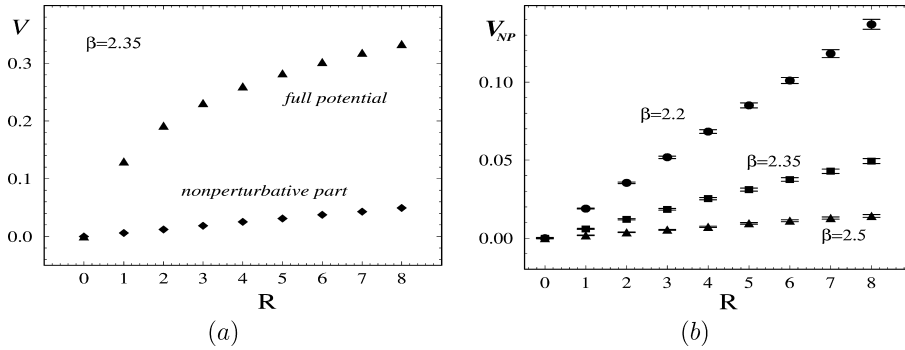 V
β=2.35
0.3
0.2
0.1
0.0
full potential
nonperturbative part
0 1 2 3 4 5 6 7 8
R
(a)
V_NP
0.10
0.05
0.00
β=2.2
β=2.35
β=2.5
0 1 2 3 4 5 6 7 8
R
(b)